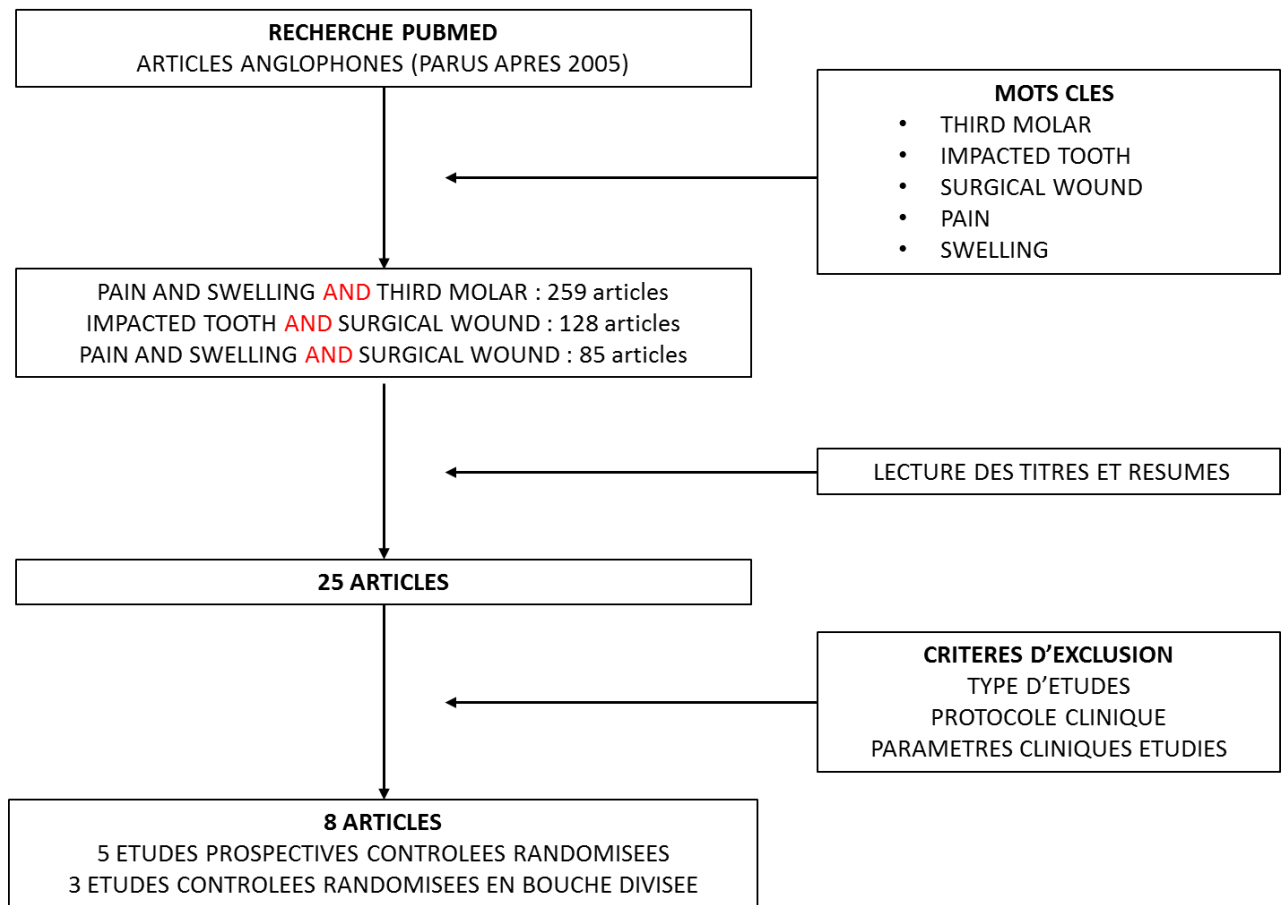 RECHERCHE PUBMED
ARTICLES ANGLOPHONES (PARUS APRES 2005)
MOTS CLES
• THIRD MOLAR
• IMPACTED TOOTH
• SURGICAL WOUND
• PAIN
• SWELLING
PAIN AND SWELLING AND THIRD MOLAR : 259 articles
IMPACTED TOOTH AND SURGICAL WOUND : 128 articles
PAIN AND SWELLING AND SURGICAL WOUND : 85 articles
LECTURE DES TITRES ET RESUMES
25 ARTICLES
CRITERES D’EXCLUSION
TYPE D’ETUDES
PROTOCOLE CLINIQUE
PARAMETRES CLINIQUES ETUDIES
8 ARTICLES
5 ETUDES PROSPECTIVES CONTROLEES RANDOMISEES
3 ETUDES CONTROLEES RANDOMISEES EN BOUCHE DIVISEE